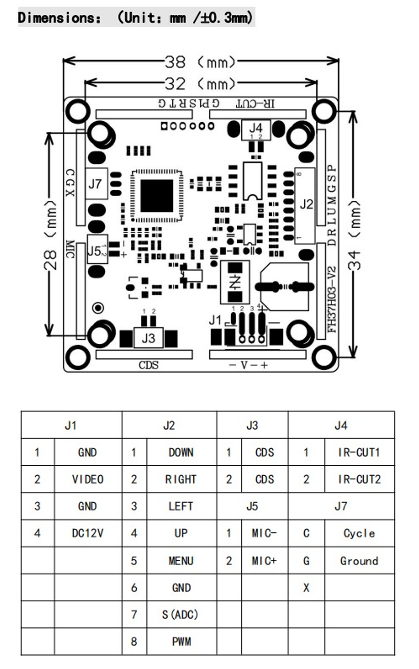 Dimensions: (Unit: mm /±0.3mm)
38 (mm)
32 (mm)
GPISRTG IR-CUT
J4
1 2
CGX
J7
8
J2
1
DRLUMGSP
28 (mm)
34 (mm)
MIC
J5
1 2
- +
FH37H03-V2
1 2
J3
J1
1 2 3 4
- +
CDS
- V - +
J1 J2 J3 J4
1 GND 1 DOWN 1 CDS 1 IR-CUT1
2 VIDEO 2 RIGHT 2 CDS 2 IR-CUT2
3 GND 3 LEFT J5 J7
4 DC12V 4 UP 1 MIC- C Cycle
5 MENU 2 MIC+ G Ground
6 GND X
7 S(ADC)
8 PWM